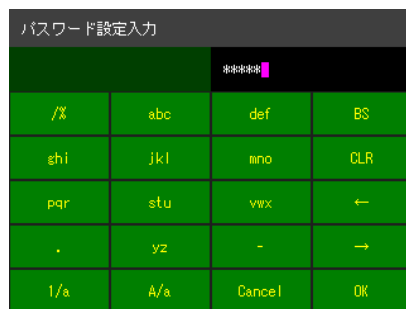 パスワード設定入力
*****
/% abc def BS
ghi jkl mno CLR
pqr stu vwx ←
. yz - →
1/a A/a Cancel OK